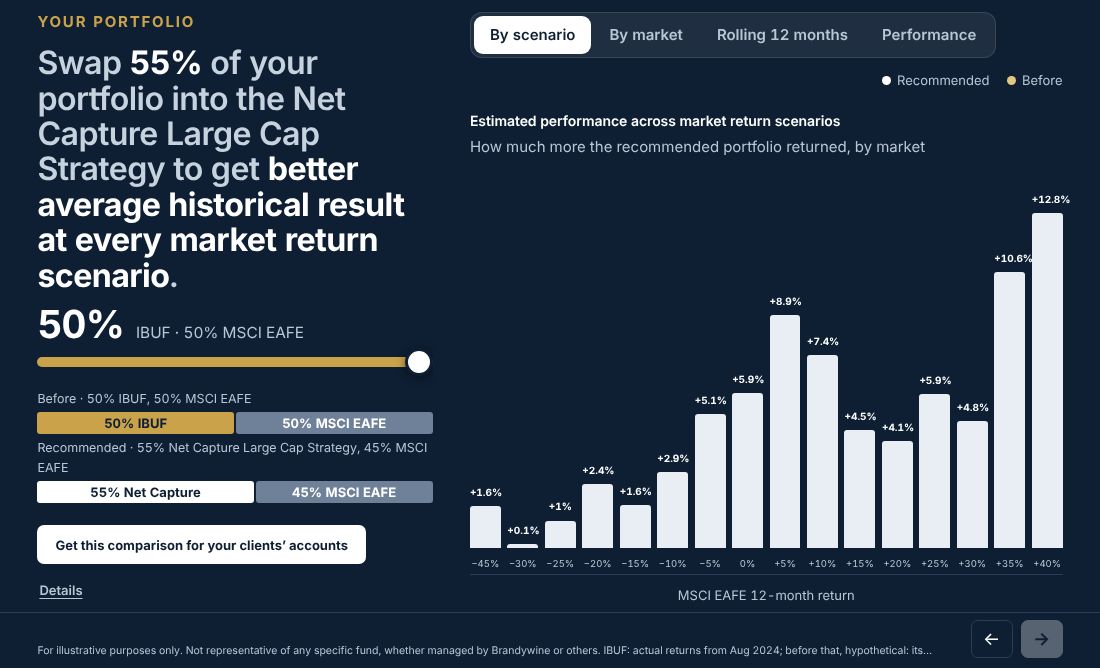 YOUR PORTFOLIO
Swap 55% of your
portfolio into the Net
Capture Large Cap
Strategy to get better
average historical result
at every market return
scenario.
50% IBUF · 50% MSCI EAFE
Before · 50% IBUF, 50% MSCI EAFE
50% IBUF 50% MSCI EAFE
Recommended · 55% Net Capture Large Cap Strategy, 45% MSCI
EAFE
55% Net Capture 45% MSCI EAFE
Get this comparison for your clients’ accounts
Details
By scenario By market Rolling 12 months Performance
Recommended Before
Estimated performance across market return scenarios
How much more the recommended portfolio returned, by market
+1.6% +0.1% +1% +2.4% +1.6% +2.9% +5.1% +5.9% +8.9% +7.4% +4.5% +4.1% +5.9% +4.8% +10.6% +12.8%
−45% −30% −25% −20% −15% −10% −5% 0% +5% +10% +15% +20% +25% +30% +35% +40%
MSCI EAFE 12-month return
For illustrative purposes only. Not representative of any specific fund, whether managed by Brandywine or others. IBUF: actual returns from Aug 2024; before that, hypothetical: its...